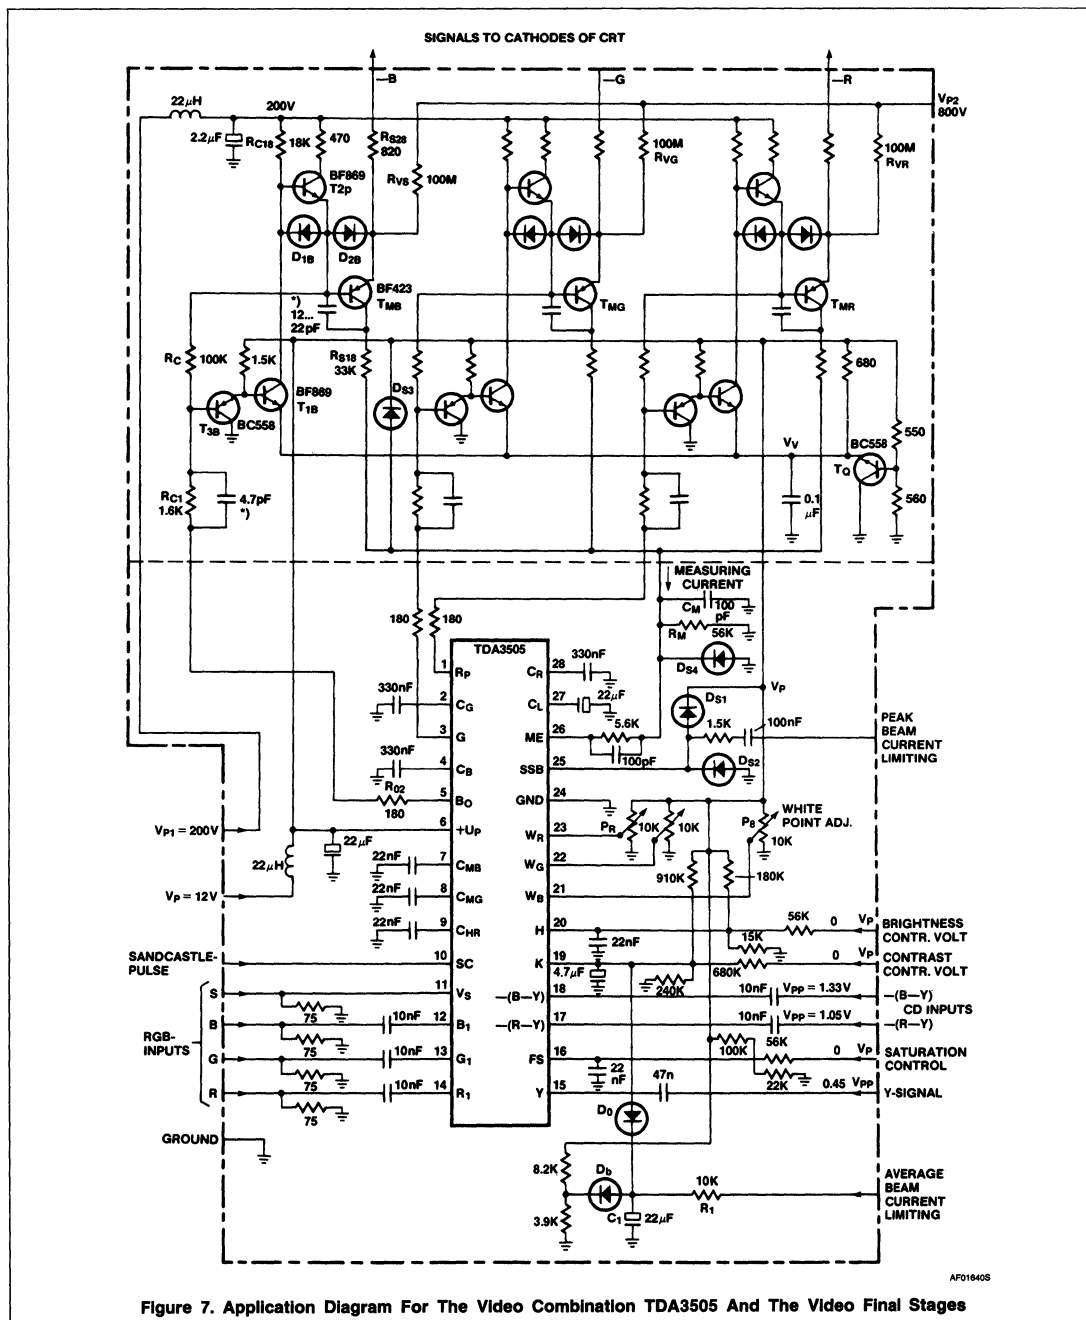 SIGNALS TO CATHODES OF CRT
—B
—G
—R
22μH
200V
VP2
800V
2.2μF
RC18
18K
470
RS28
820
100M
RVG
100M
RVR
BF869
T2p
RVS
100M
D1B
D2B
BF423
TMB
*)
12...
22pF
TMG
TMR
RC
100K
1.5K
RS18
33K
DS3
680
BF869
T1B
T3B
BC558
VV
BC558
TQ
550
560
RC1
1.6K
4.7pF
*)
0.1
μF
MEASURING
CURRENT
CM
100
pF
RM
56K
DS4
180
180
TDA3505
330nF
1
RP
CR
28
330nF
2
CG
CL
27
22μF
DS1
VP
3
G
ME
26
5.6K
100pF
1.5K
100nF
PEAK
BEAM
CURRENT
LIMITING
330nF
4
CB
SSB
25
DS2
R02
180
5
BO
GND
24
VP1 = 200V
6
+UP
WR
23
PR
10K
10K
P8
10K
WHITE
POINT ADJ.
22μF
22μH
22nF
7
CMB
WG
22
910K
180K
VP = 12V
22nF
8
CMG
WB
21
22nF
9
CHR
H
20
22nF
56K
0
VP
BRIGHTNESS
CONTR. VOLT
15K
SANDCASTLE-
PULSE
10
SC
K
19
4.7μF
240K
680K
0
VP
CONTRAST
CONTR. VOLT
S
11
VS
—(B—Y)
18
10nF
VPP = 1.33V
—(B—Y)
CD INPUTS
75
RGB-
INPUTS
B
10nF
12
B1
—(R—Y)
17
10nF
VPP = 1.05V
—(R—Y)
75
G
10nF
13
G1
FS
16
22
nF
100K
56K
0
VP
SATURATION
CONTROL
22K
75
R
10nF
14
R1
Y
15
47n
0.45
VPP
Y-SIGNAL
75
D0
GROUND
8.2K
Db
10K
R1
AVERAGE
BEAM
CURRENT
LIMITING
3.9K
C1
22μF
AF01640S
Figure 7. Application Diagram For The Video Combination TDA3505 And The Video Final Stages